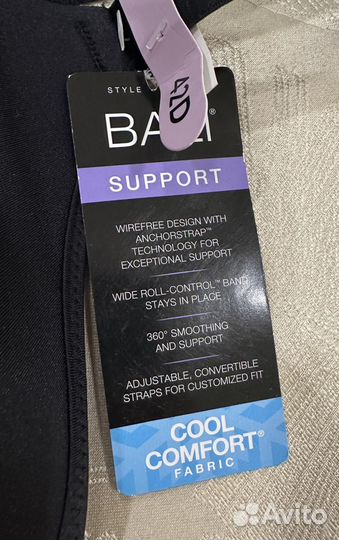 STYLE
42D
SUPPORT
WIREFREE DESIGN WITH
ANCHORSTRAP™
TECHNOLOGY FOR
EXCEPTIONAL SUPPORT
WIDE ROLL-CONTROL™ BAND
STAYS IN PLACE
360° SMOOTHING
AND SUPPORT
ADJUSTABLE, CONVERTIBLE
STRAPS FOR CUSTOMIZED FIT
COOL
COMFORT®
FABRIC
Avito